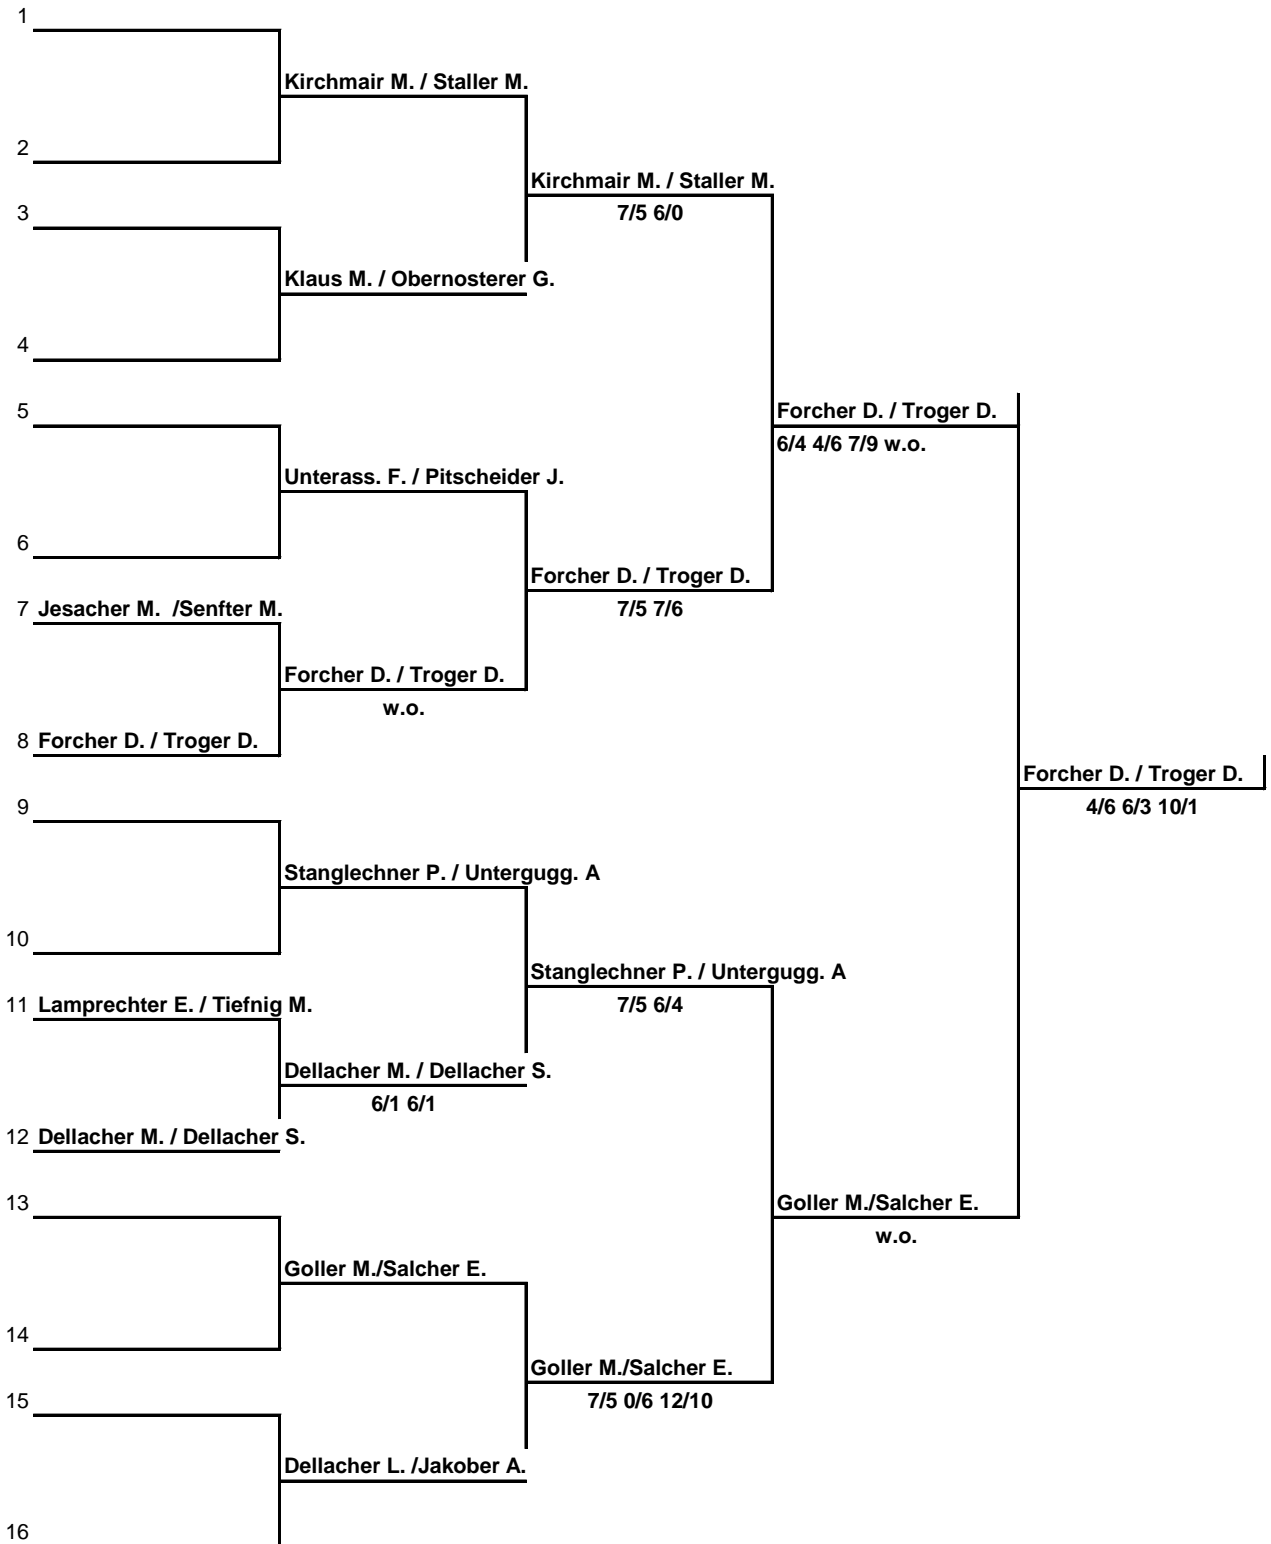 1
Kirchmair M. / Staller M.
2
Kirchmair M. / Staller M.
3
7/5 6/0
Klaus M. / Obernosterer G.
4
5
Forcher D. / Troger D.
6/4 4/6 7/9 w.o.
Unterass. F. / Pitscheider J.
6
Forcher D. / Troger D.
7 Jesacher M.  /Senfter M.
7/5 7/6
Forcher D. / Troger D.
w.o.
8 Forcher D. / Troger D.
Forcher D. / Troger D.
9
4/6 6/3 10/1
Stanglechner P. / Untergugg. A
10
Stanglechner P. / Untergugg. A
11 Lamprechter E. / Tiefnig M.
7/5 6/4
Dellacher M. / Dellacher S.
6/1 6/1
12 Dellacher M. / Dellacher S.
13
Goller M./Salcher E.
w.o.
Goller M./Salcher E.
14
Goller M./Salcher E.
15
7/5 0/6 12/10
Dellacher L. /Jakober A.
16